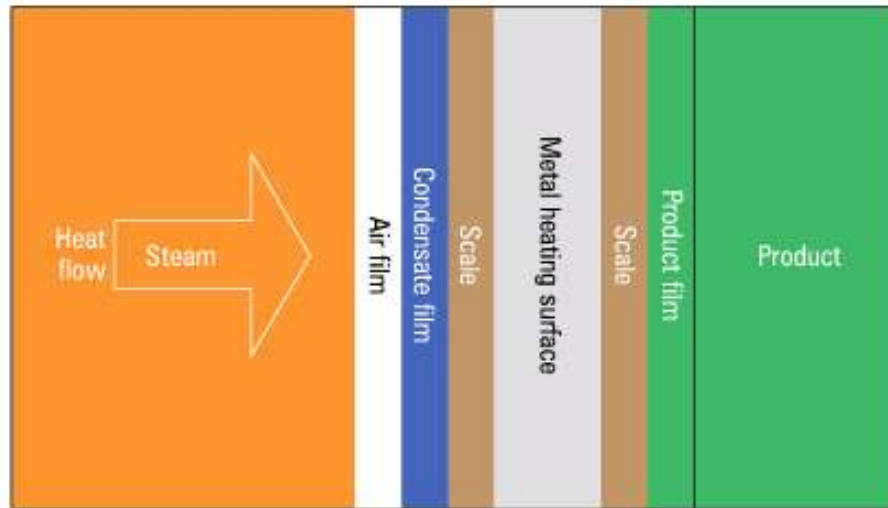 Heat
flow
Steam
Air film
Condensate film
Scale
Metal heating surface
Scale
Product film
Product